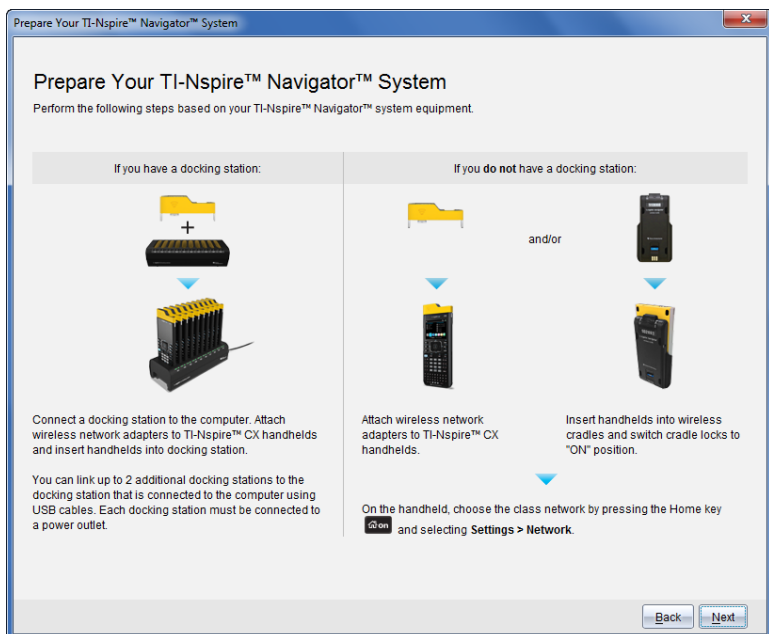 Prepare Your TI-Nspire™ Navigator™ System
Prepare Your TI-Nspire™ Navigator™ System
Perform the following steps based on your TI-Nspire™ Navigator™ system equipment.
If you have a docking station:
+
Connect a docking station to the computer. Attach
wireless network adapters to TI-Nspire™ CX handhelds
and insert handhelds into docking station.
You can link up to 2 additional docking stations to the
docking station that is connected to the computer using
USB cables. Each docking station must be connected to
a power outlet.
If you do not have a docking station:
and/or
Attach wireless network
adapters to TI-Nspire™ CX
handhelds.
Insert handhelds into wireless
cradles and switch cradle locks to
"ON" position.
On the handheld, choose the class network by pressing the Home key
on and selecting Settings > Network.
Back
Next